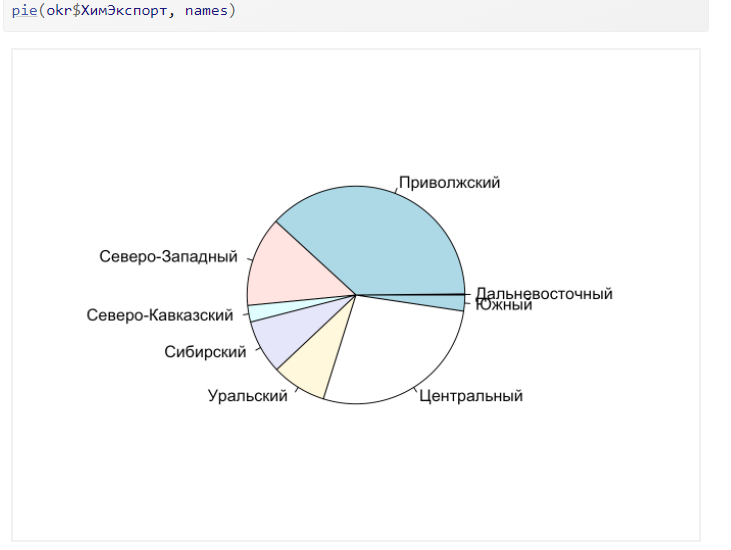 pie(okr$ХимЭкспорт, names)
Приволжский
Северо-Западный
Дальневосточный
Южный
Северо-Кавказский
Сибирский
Уральский
Центральный